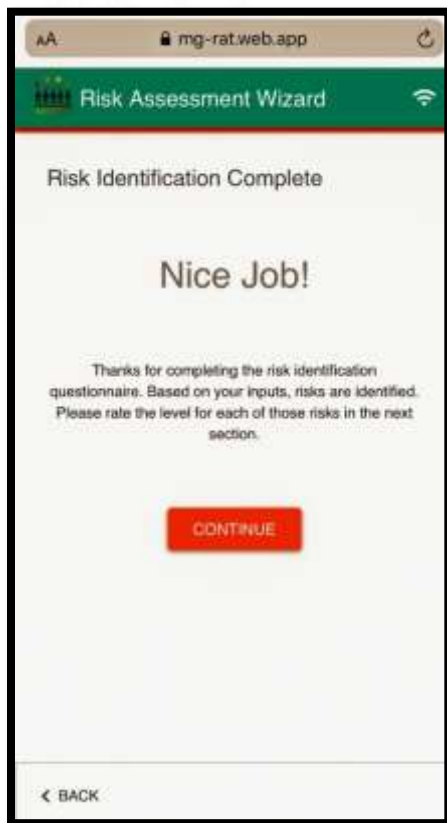 AA mg-rat.web.app
Risk Assessment Wizard
Risk Identification Complete
Nice Job!
Thanks for completing the risk identification
questionnaire. Based on your inputs, risks are identified.
Please rate the level for each of those risks in the next
section.
CONTINUE
< BACK